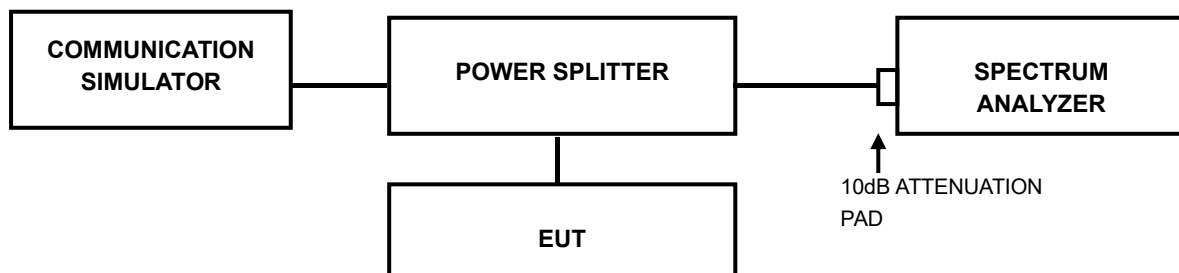 COMMUNICATION
SIMULATOR
POWER SPLITTER
SPECTRUM
ANALYZER
10dB ATTENUATION
PAD
EUT